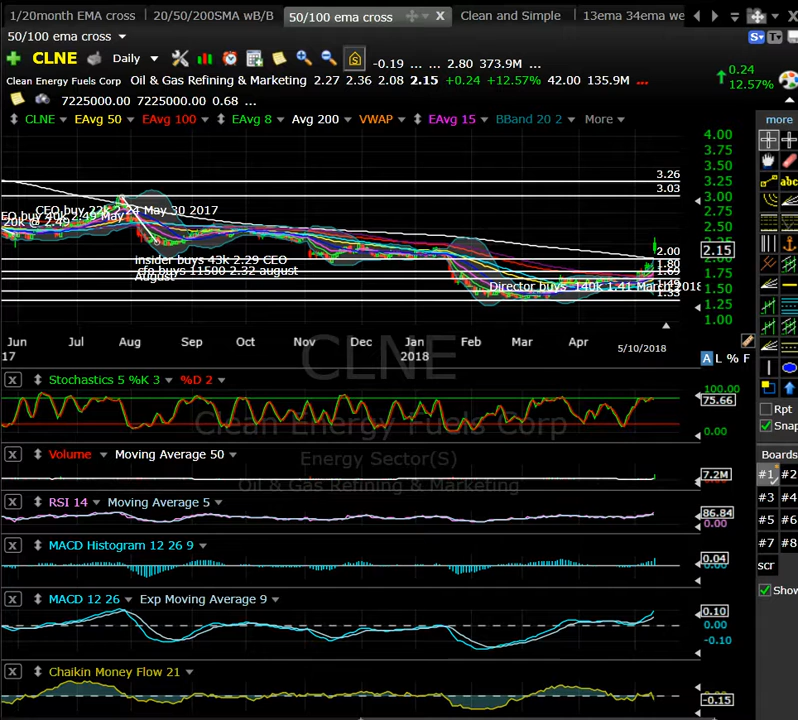 1/20month EMA cross 20/50/200SMA w/B/B 50/100 ema cross X Clean and Simple 13ema 34ema we
50/100 ema cross
S T
CLNE Daily -0.19 ... ... 2.80 373.9M ...
Clean Energy Fuels Corp Oil & Gas Refining & Marketing 2.27 2.36 2.08 2.15 +0.24 +12.57% 42.00 135.9M ...
0.24
12.57%
7225000.00 7225000.00 0.68 ...
CLNE EAvg 50 EAvg 100 EAvg 8 Avg 200 VWAP EAvg 15 BBand 20 2 More
more
abc
4.00
3.75
3.50
3.25
3.00
2.75
2.50
2.15
1.75
1.50
1.25
1.00
3.26
3.03
2.00
1.80
1.69
1.33
May 30 2017
20k @ 2.49
insider buys 43k 2.29 CEO
cfo buys 11500 2.32 august
August
Director buys 140k 1.41 March 2018
Jun Jul Aug Sep Oct Nov Dec Jan Feb Mar Apr 5/10/2018
17 2018
A L % F
CLNE
Clean Energy Fuels Corp
Energy Sector(S)
Oil & Gas Refining & Marketing
X Stochastics 5 %K 3 %D 2
100.00
75.66
0.00
X Volume Moving Average 50
7.2M
X RSI 14 Moving Average 5
86.84
0.00
X MACD Histogram 12 26 9
0.04
X MACD 12 26 Exp Moving Average 9
0.10
0.00
-0.10
X Chaikin Money Flow 21
-0.15
Rpt
Snap
Boards
#1 #2
#3 #4
#5 #6
#7 #8
scr
Show